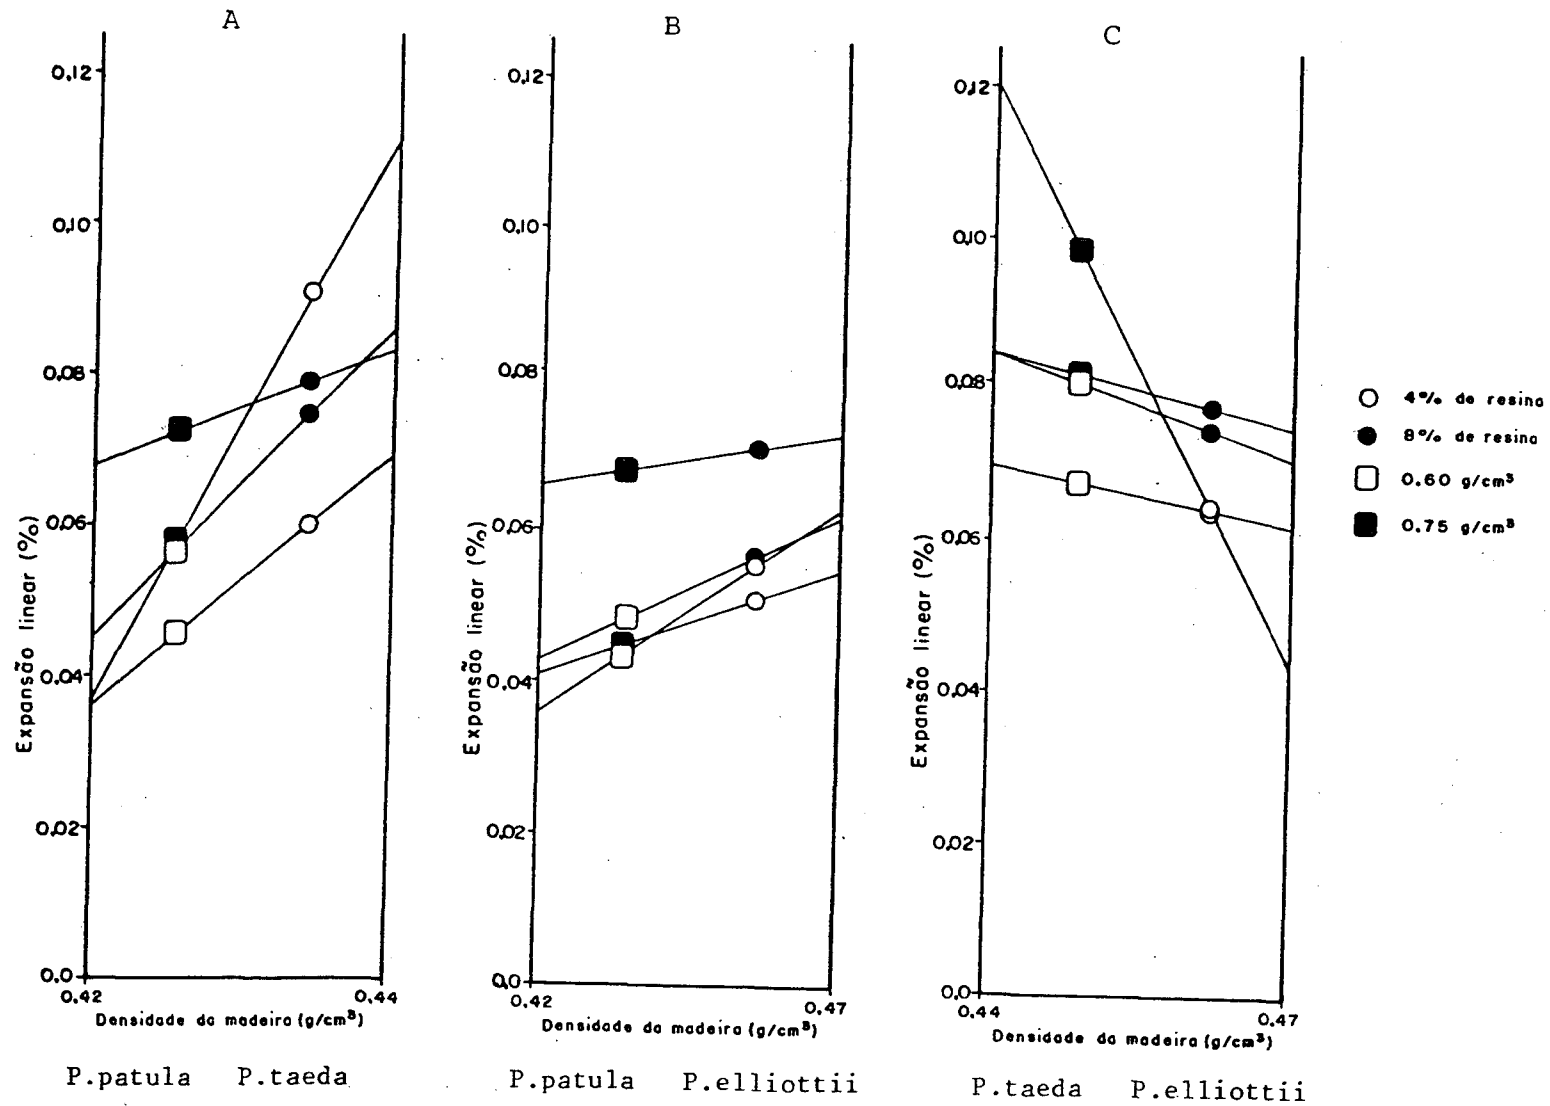 A
0,12
0,10
0,08
0,06
0,04
0,02
0,0
Expansão linear (%)
0.42
0.44
Densidade da madeira (g/cm³)
P.patula P.taeda
B
0,12
0,10
0,08
0,06
0,04
0,02
0,0
Expansão linear (%)
0.42
0.47
Densidade da madeira (g/cm³)
P.patula P.elliottii
C
0,12
0,10
0,08
0,06
0,04
0,02
0,0
Expansão linear (%)
0.44
0.47
Densidade da madeira (g/cm³)
P.taeda P.elliottii
4% de resina
8% de resina
0.60 g/cm³
0.75 g/cm³